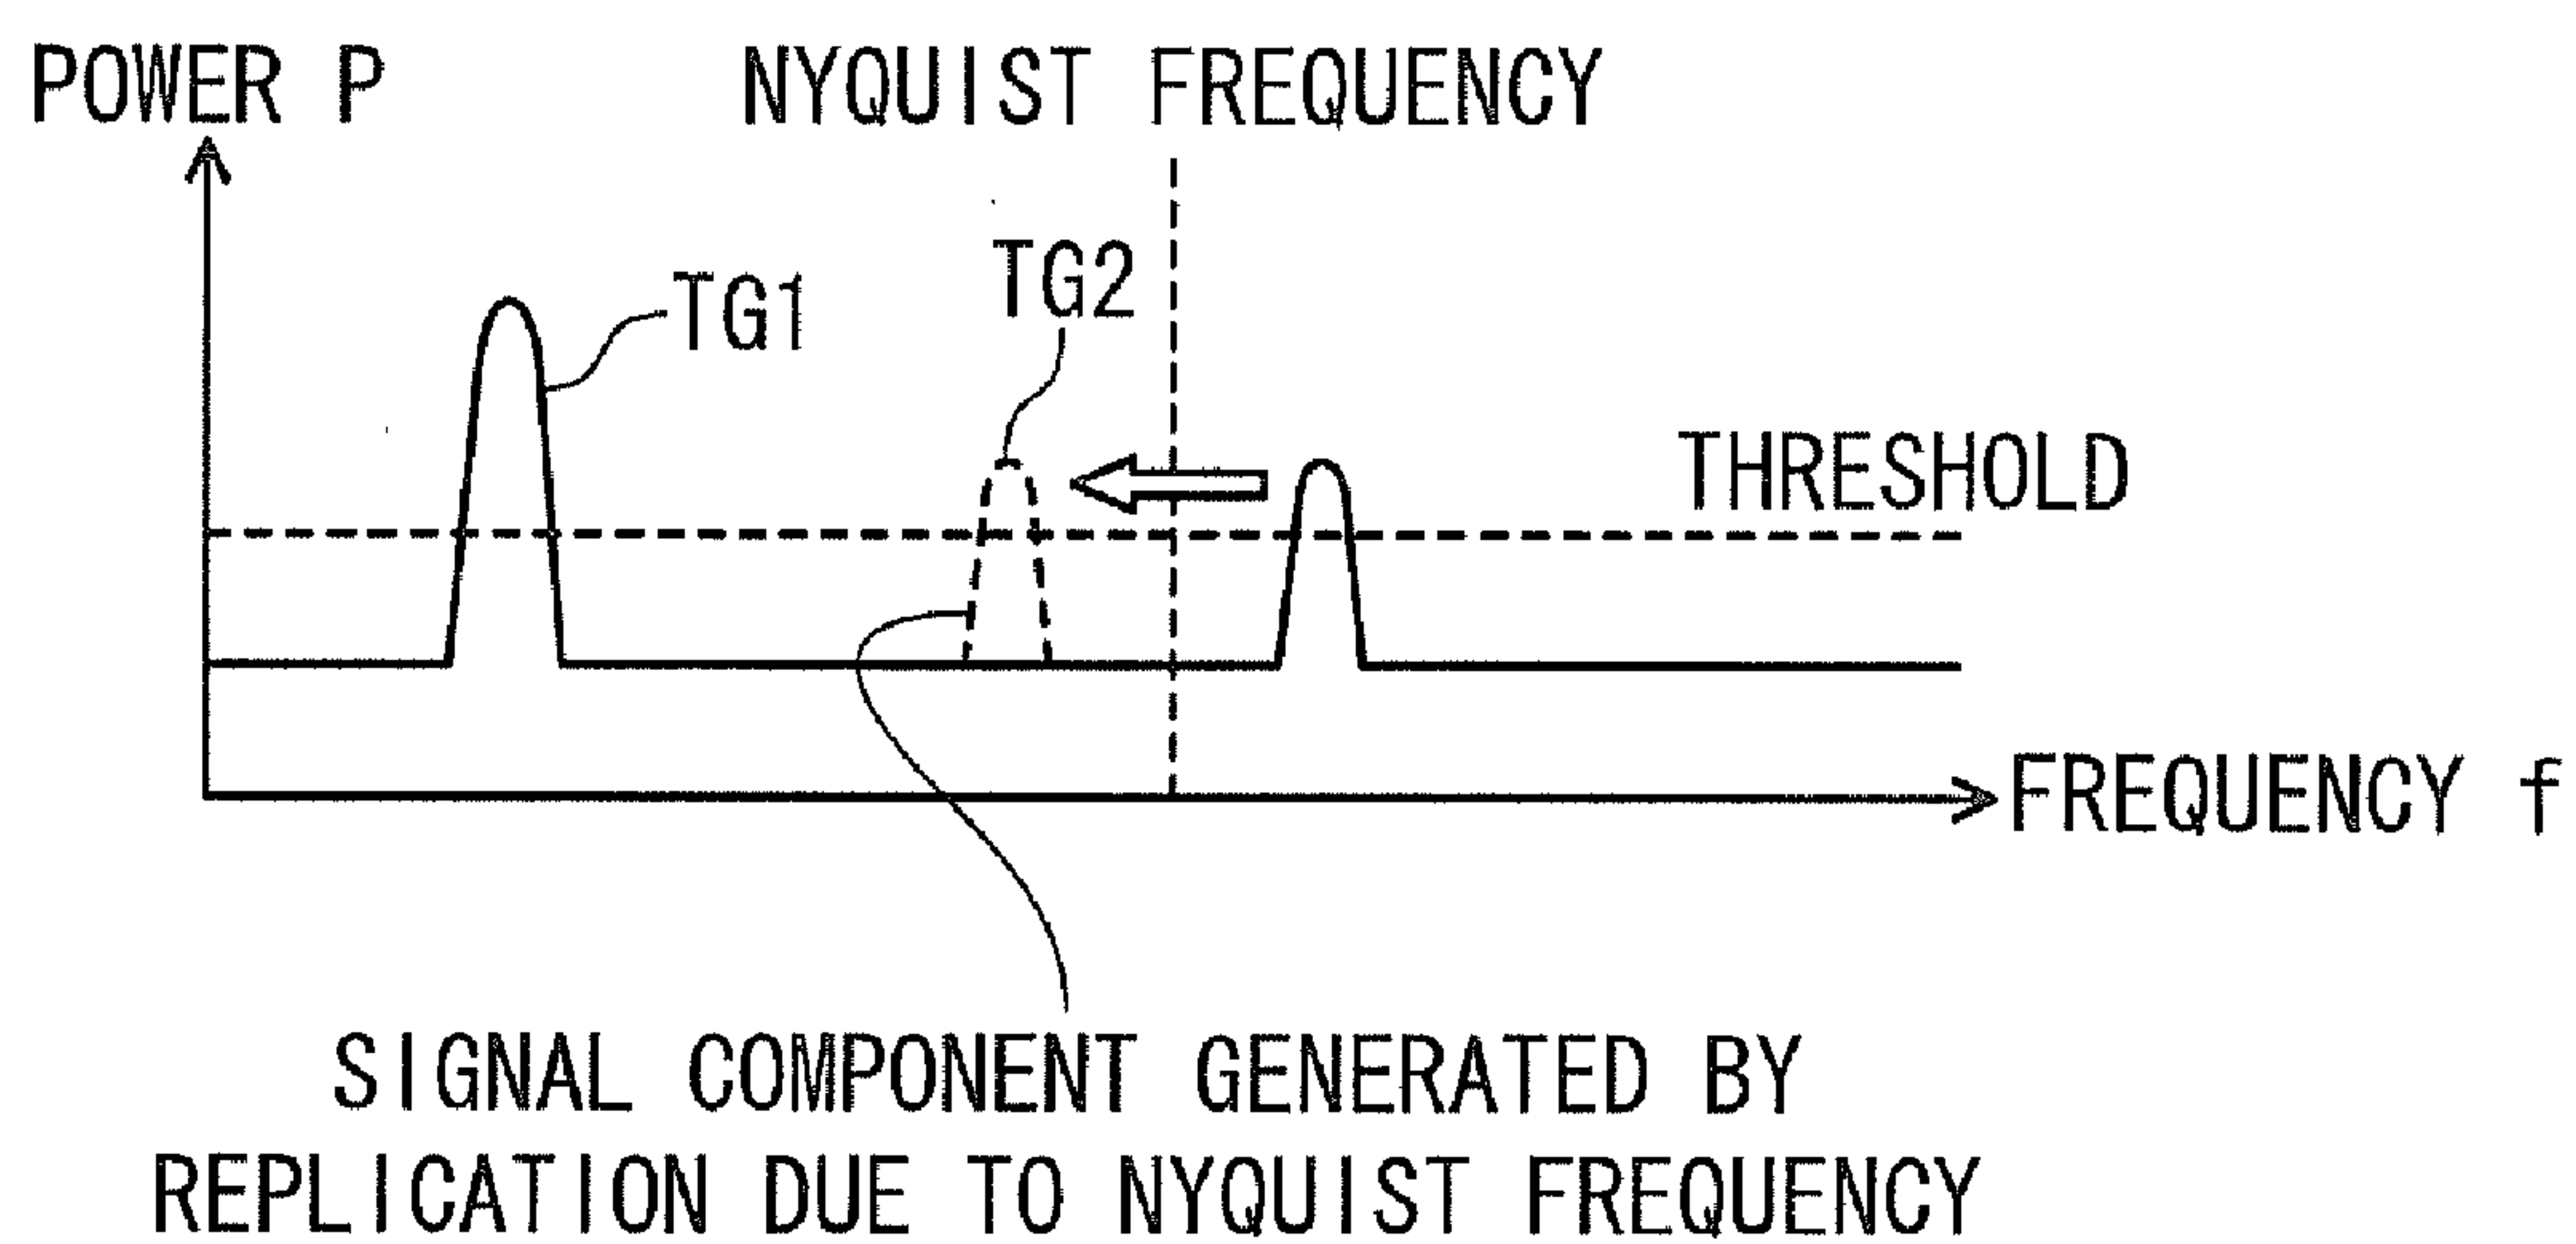 POWER P
NYQUIST FREQUENCY
TG1
TG2
THRESHOLD
FREQUENCY f
SIGNAL COMPONENT GENERATED BY
REPLICATION DUE TO NYQUIST FREQUENCY